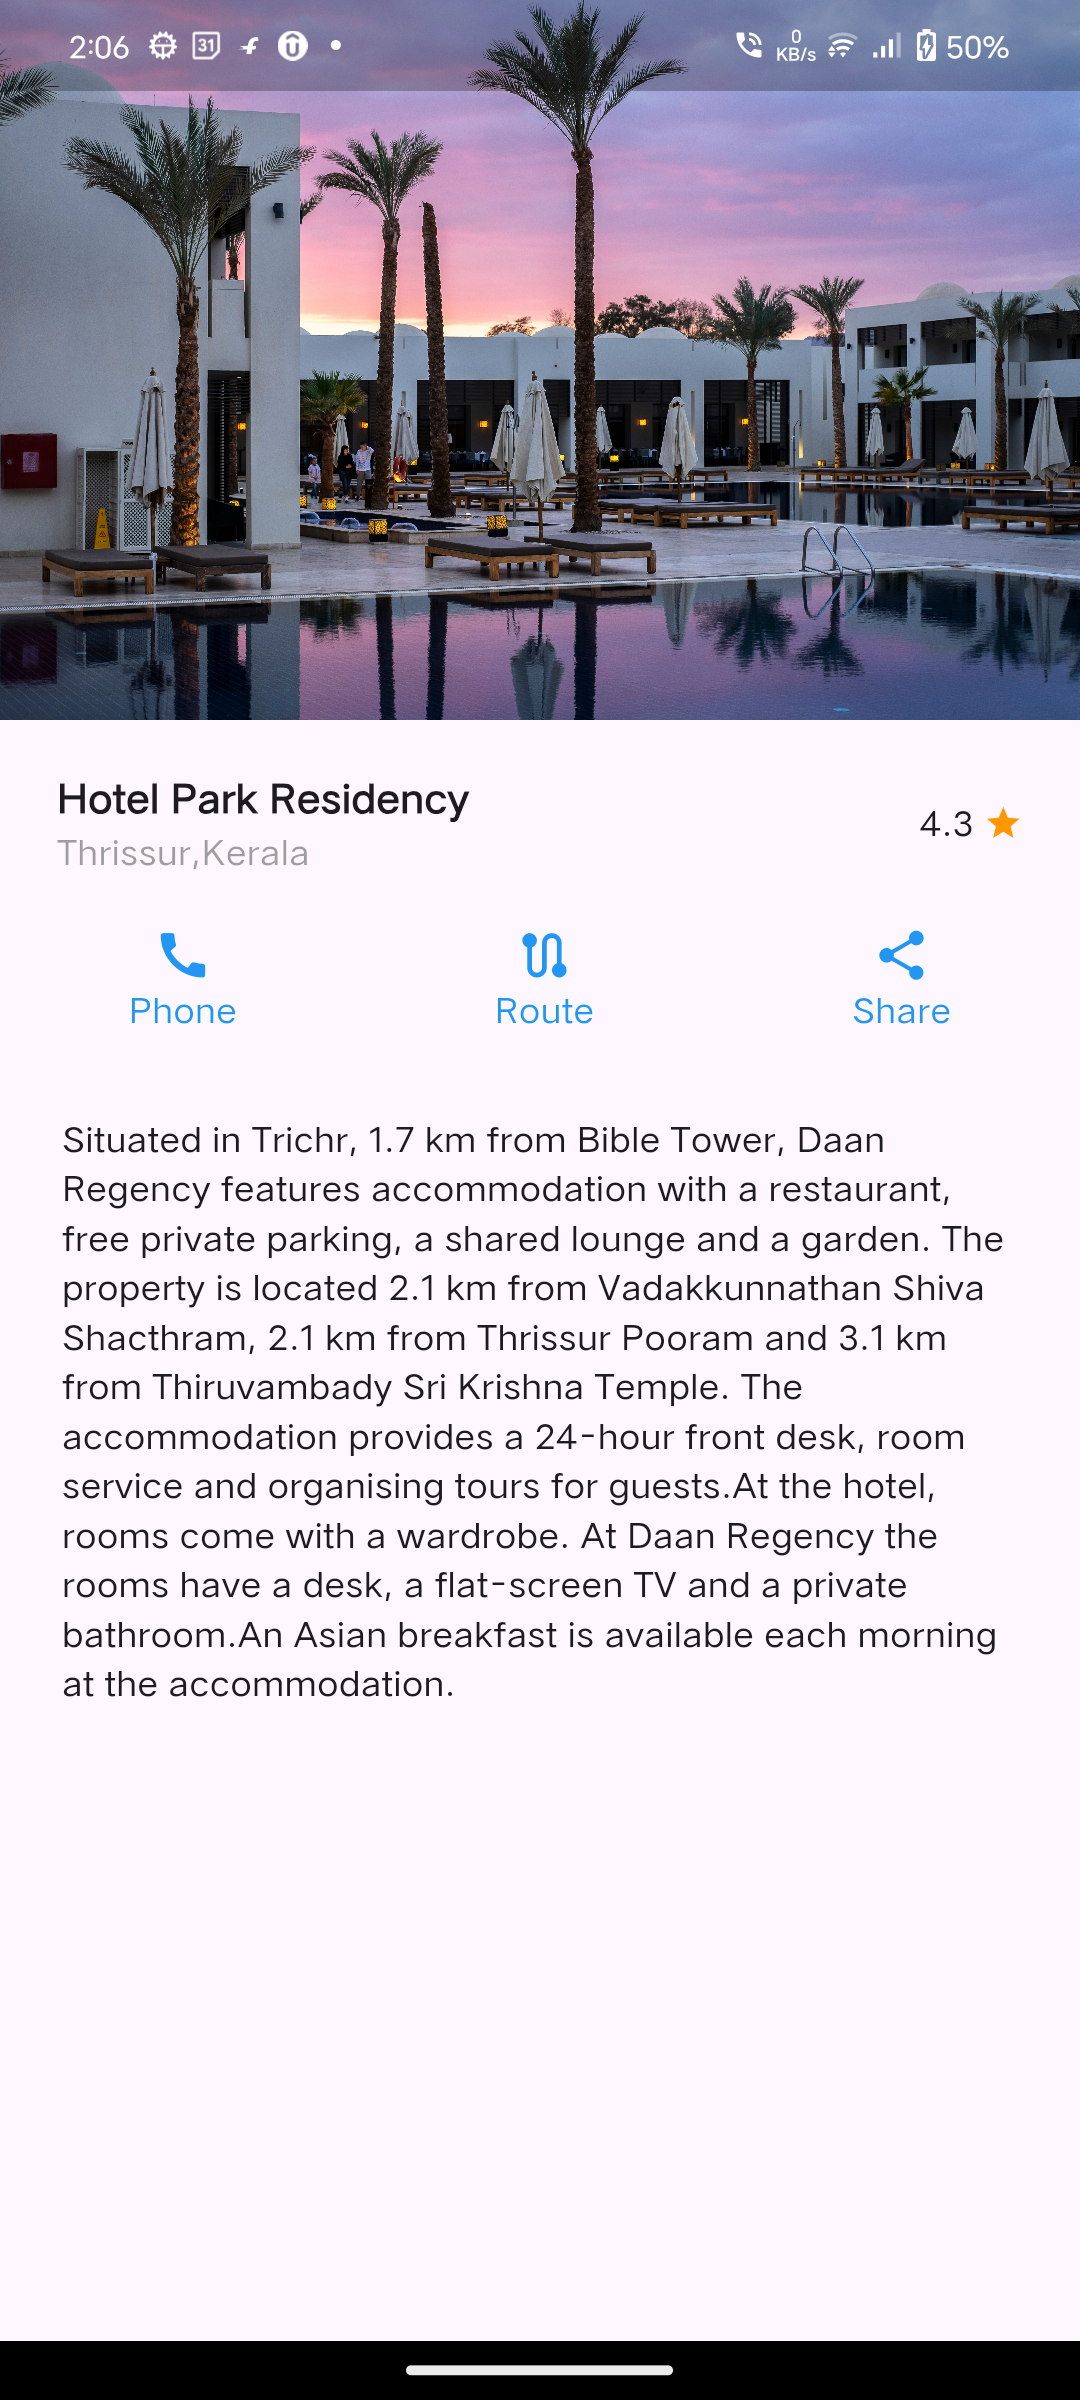 2:06
31
0
KB/s
50%
Hotel Park Residency
Thrissur,Kerala
4.3
Phone
Route
Share
Situated in Trichr, 1.7 km from Bible Tower, Daan
Regency features accommodation with a restaurant,
free private parking, a shared lounge and a garden. The
property is located 2.1 km from Vadakkunnathan Shiva
Shacthram, 2.1 km from Thrissur Pooram and 3.1 km
from Thiruvambady Sri Krishna Temple. The
accommodation provides a 24-hour front desk, room
service and organising tours for guests.At the hotel,
rooms come with a wardrobe. At Daan Regency the
rooms have a desk, a flat-screen TV and a private
bathroom.An Asian breakfast is available each morning
at the accommodation.